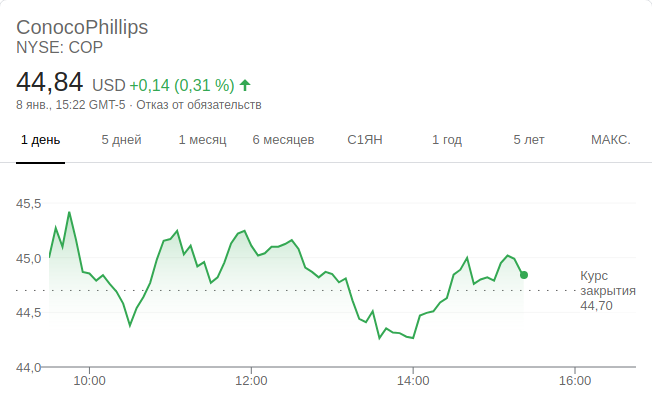 ConocoPhillips
NYSE: COP
44,84 USD +0,14 (0,31 %)
8 янв., 15:22 GMT-5 · Отказ от обязательств
1 день 5 дней 1 месяц 6 месяцев С1ЯН 1 год 5 лет МАКС.
45,5
45,0
44,5
44,0
Курс
закрытия
44,70
10:00 12:00 14:00 16:00